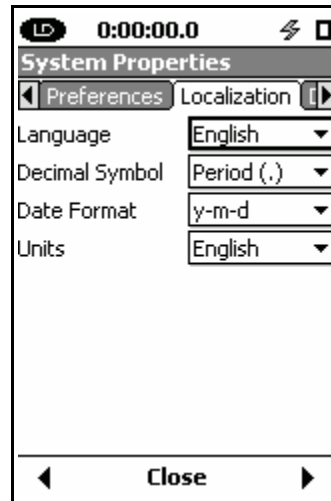 LD 0:00:00.0
System Properties
Preferences Localization
Language English
Decimal Symbol Period (.)
Date Format y-m-d
Units English
Close